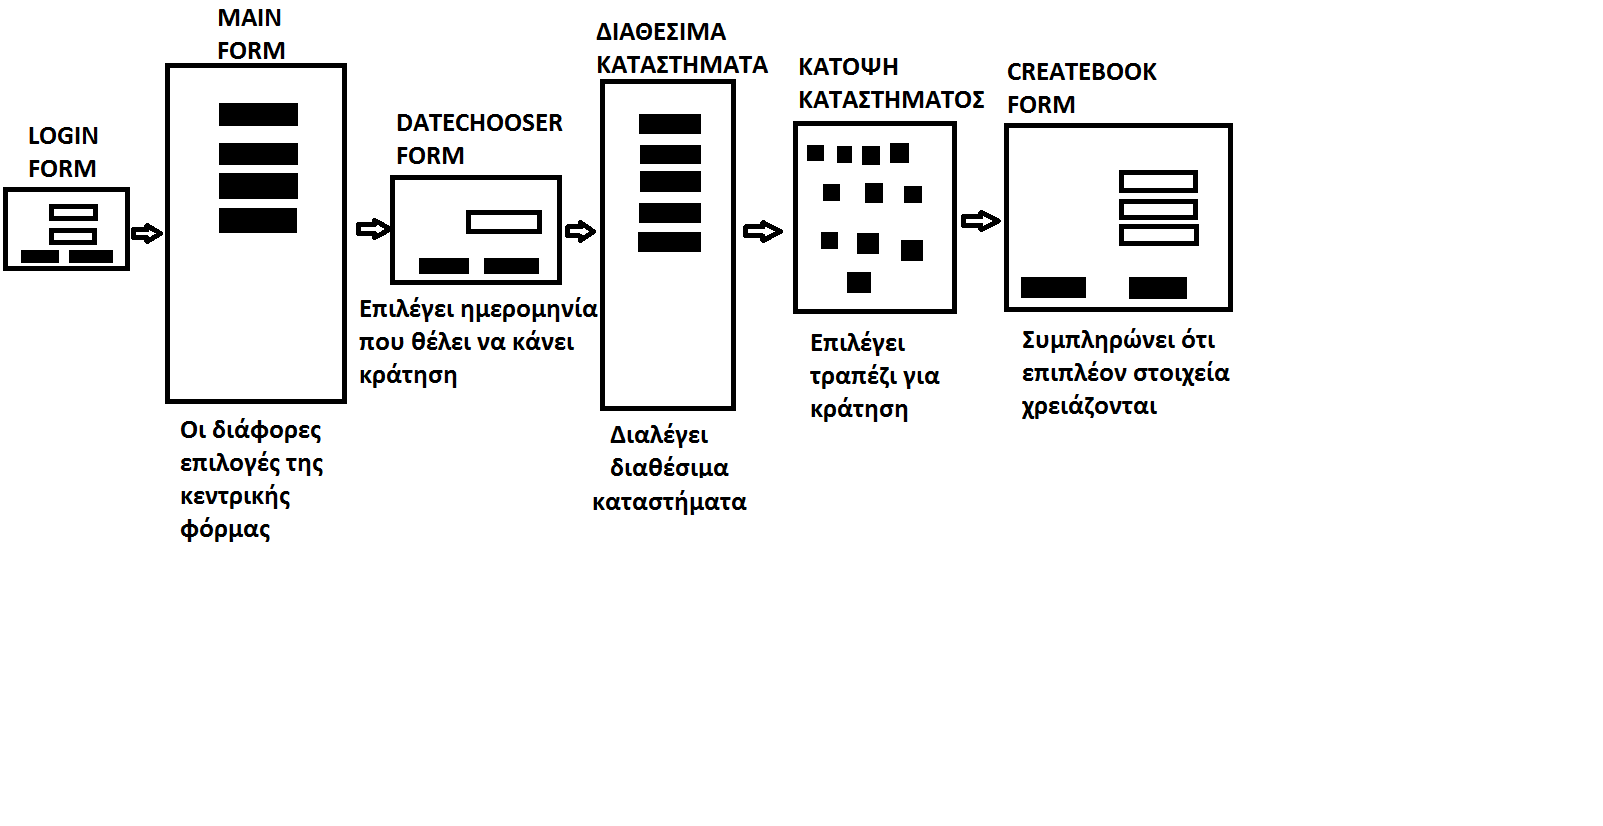 LOGIN
FORM
MAIN
FORM
Οι διάφορες
επιλογές της
κεντρικής
φόρμας
DATECHOOSER
FORM
Επιλέγει ημερομηνία
που θέλει να κάνει
κράτηση
ΔΙΑΘΕΣΙΜΑ
ΚΑΤΑΣΤΗΜΑΤΑ
Διαλέγει
διαθέσιμα
καταστήματα
ΚΑΤΟΨΗ
ΚΑΤΑΣΤΗΜΑΤΟΣ
Επιλέγει
τραπέζι για
κράτηση
CREATEBOOK
FORM
Συμπληρώνει ότι
επιπλέον στοιχεία
χρειάζονται